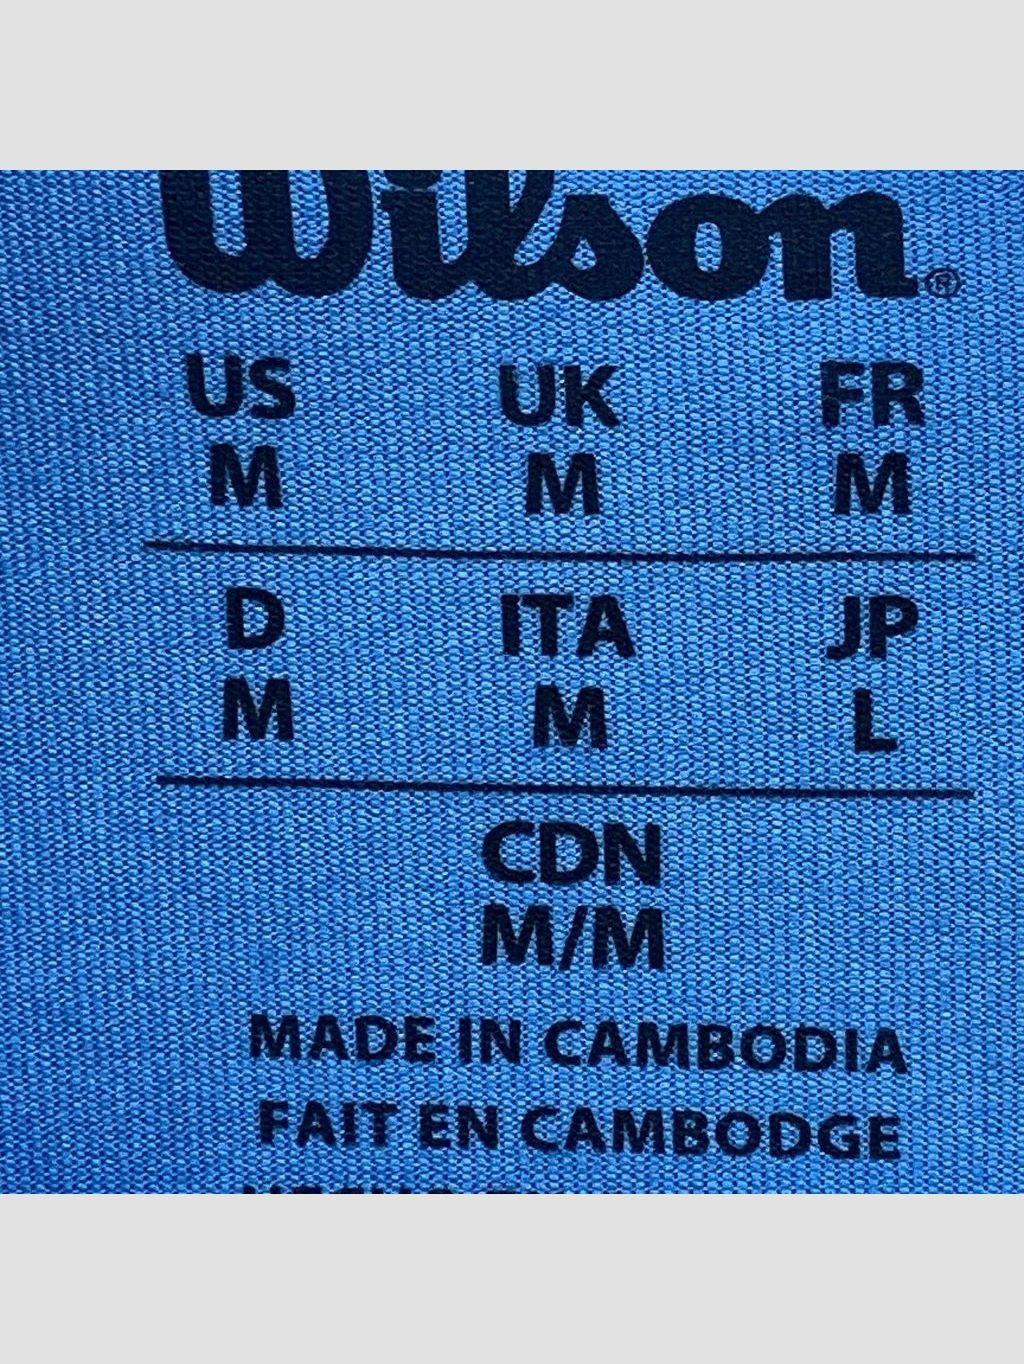 Wilson®
US UK FR
M M M
D ITA JP
M M L
CDN
M/M
MADE IN CAMBODIA
FAIT EN CAMBODGE